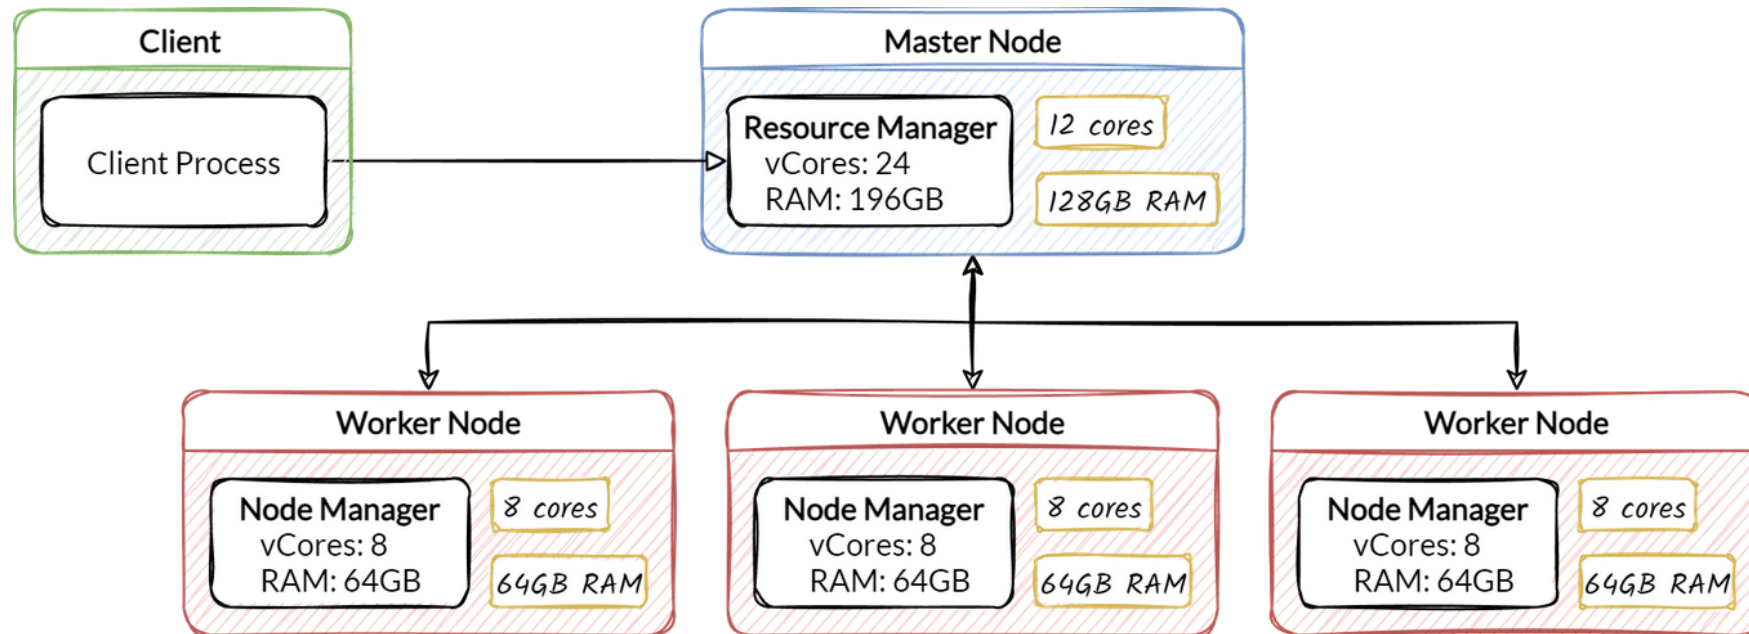 Client
Client Process
Master Node
Resource Manager
vCores: 24
RAM: 196GB
12 cores
128GB RAM
Worker Node
Node Manager
vCores: 8
RAM: 64GB
8 cores
64GB RAM
Worker Node
Node Manager
vCores: 8
RAM: 64GB
8 cores
64GB RAM
Worker Node
Node Manager
vCores: 8
RAM: 64GB
8 cores
64GB RAM